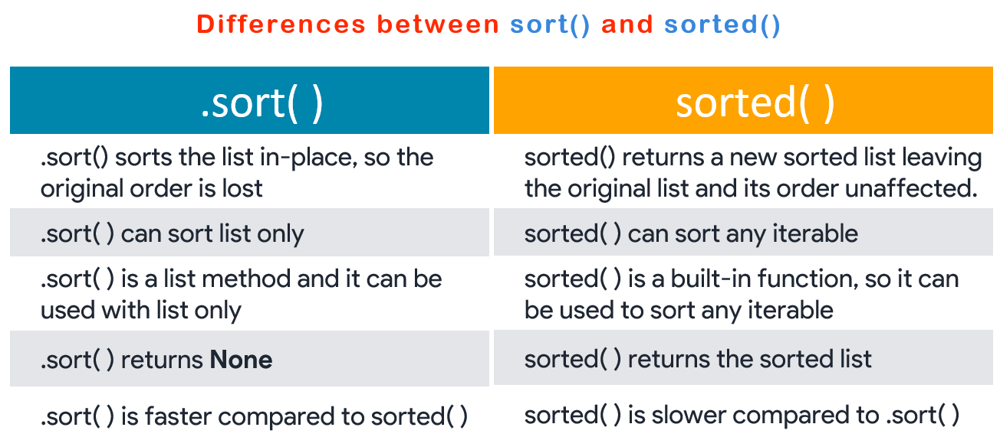 Differences between sort() and sorted()
.sort( )
sorted( )
.sort() sorts the list in-place, so the
original order is lost
sorted() returns a new sorted list leaving
the original list and its order unaffected.
.sort( ) can sort list only
sorted( ) can sort any iterable
.sort( ) is a list method and it can be
used with list only
sorted( ) is a built-in function, so it can
be used to sort any iterable
.sort( ) returns None
sorted( ) returns the sorted list
.sort( ) is faster compared to sorted( )
sorted( ) is slower compared to .sort( )